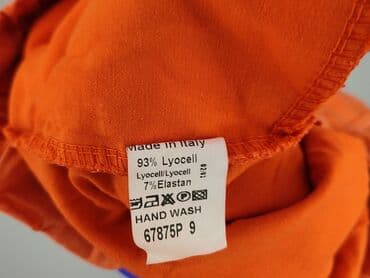 Made in Italy
93% Lyocell
Lyocell/Lyocell
7%Elastan
HAND WASH
67875P 9